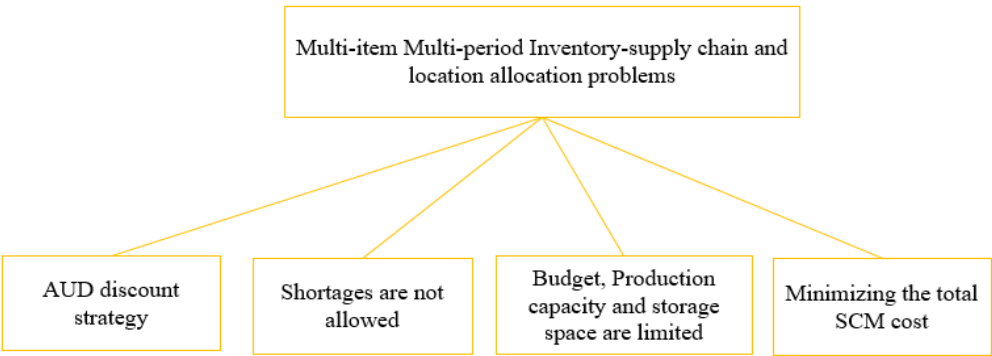 Multi-item Multi-period Inventory-supply chain and
location allocation problems
AUD discount
strategy
Shortages are not
allowed
Budget, Production
capacity and storage
space are limited
Minimizing the total
SCM cost